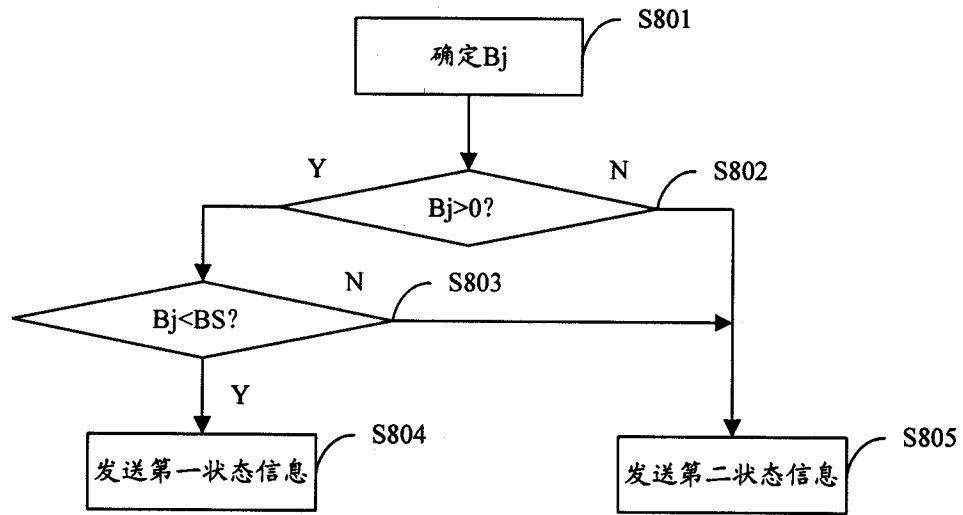 S801
确定Bj
Y
N
S802
Bj>0?
N
S803
Bj<BS?
Y
S804
发送第一状态信息
S805
发送第二状态信息